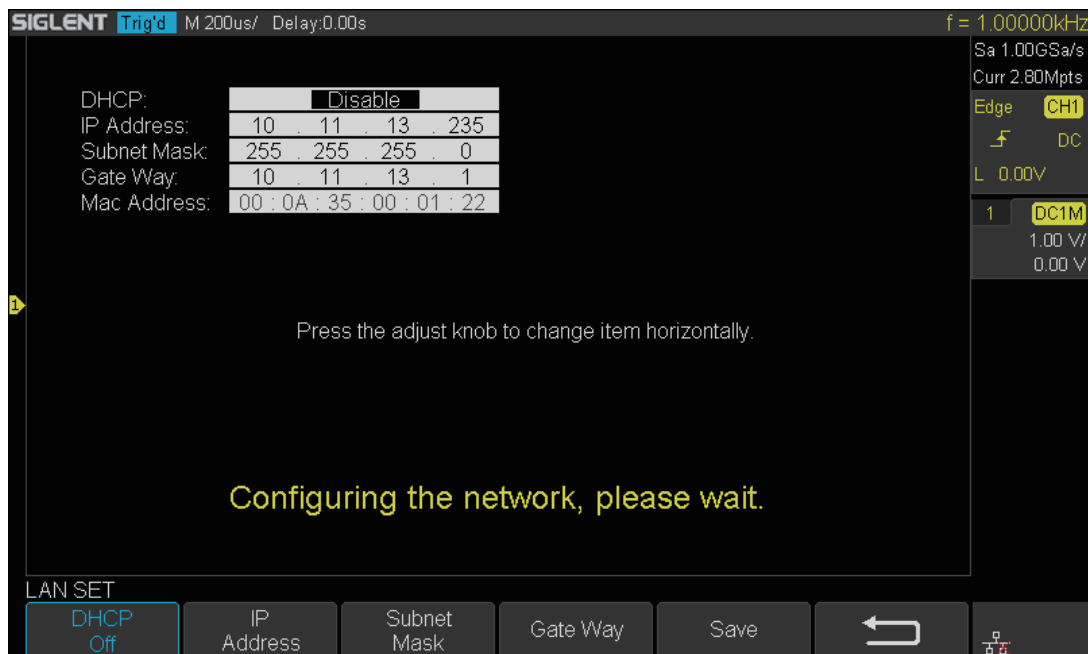 SIGLENT Trig'd M 200us/ Delay:0.00s f = 1.00000kHz
Sa 1.00GSa/s
Curr 2.80Mpts
DHCP: Disable
IP Address: 10 . 11 . 13 . 235
Subnet Mask: 255 . 255 . 255 . 0
Gate Way: 10 . 11 . 13 . 1
Mac Address: 00 : 0A : 35 : 00 : 01 : 22
Edge CH1
DC
L 0.00V
1 DC1M
1.00 V/
0.00 V
1
Press the adjust knob to change item horizontally.
Configuring the network, please wait.
LAN SET
DHCP
Off
IP
Address
Subnet
Mask
Gate Way
Save